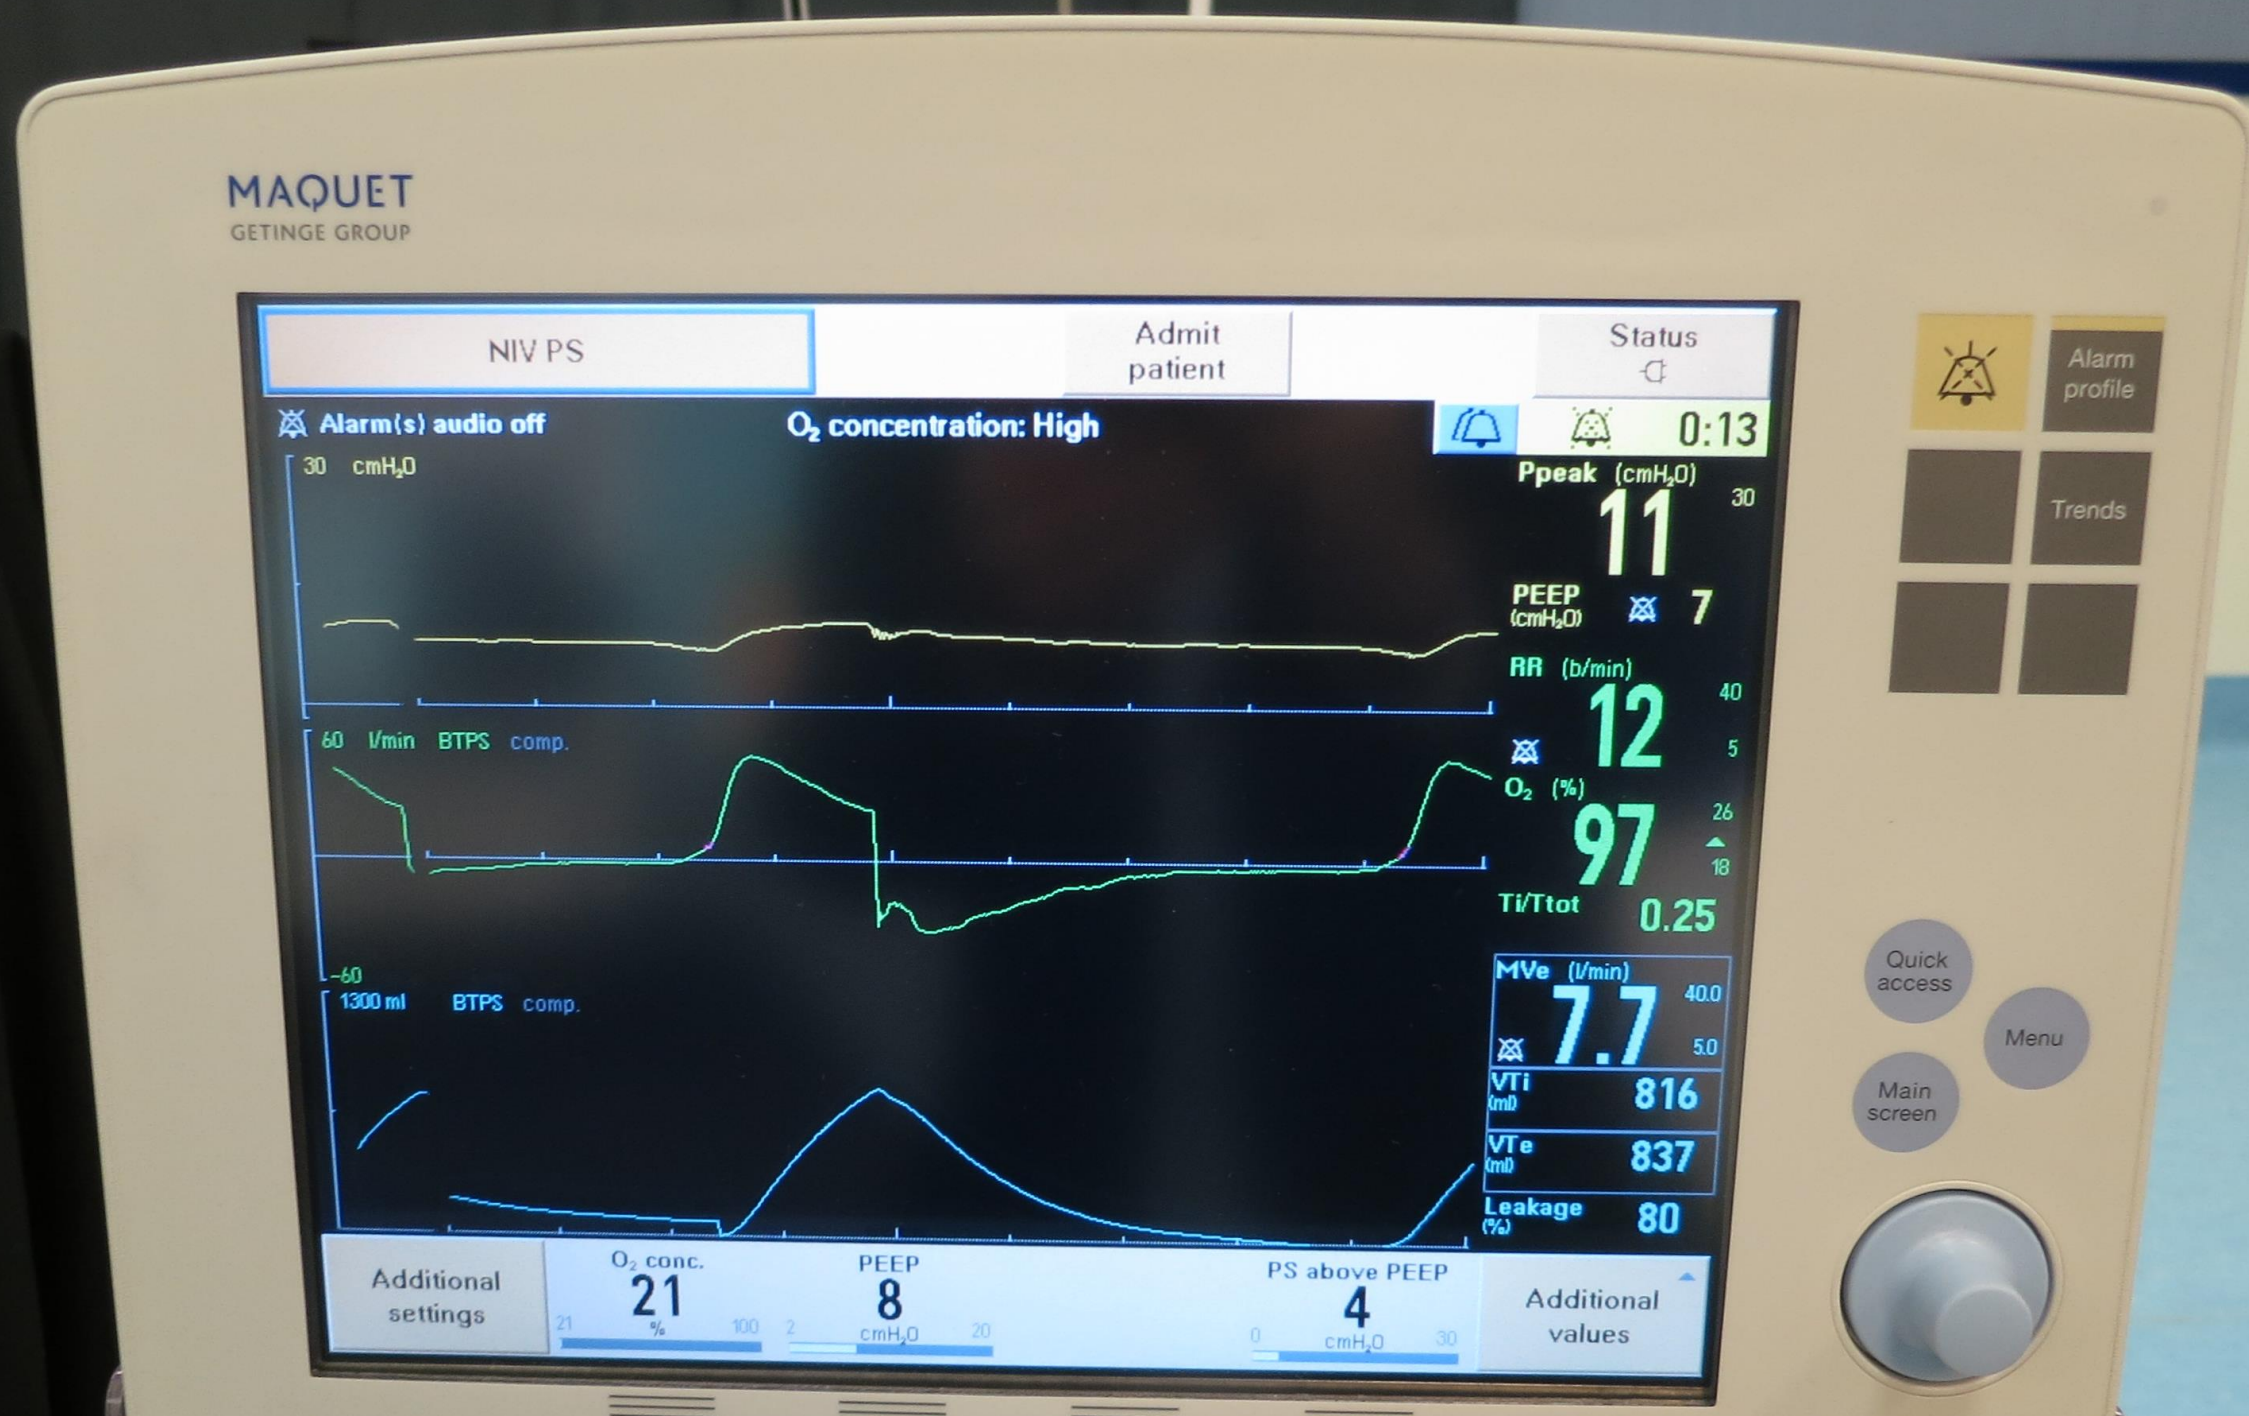 MAQUET
GETINGE GROUP
NIV PS
Admit
patient
Status
Alarm
profile
Alarm(s) audio off
O₂ concentration: High
0:13
30 cmH₂O
Ppeak (cmH₂O)
11
30
Trends
PEEP
(cmH₂O)
7
RR (b/min)
12
40
5
60 l/min BTPS comp.
-60
O₂ (%)
97
26
18
Ti/Ttot 0.25
1300 ml BTPS comp.
MVe (l/min)
7.7
40.0
5.0
VTi
(ml)
816
VTe
(ml)
837
Leakage
(%)
80
Quick
access
Menu
Main
screen
Additional
settings
O₂ conc.
21
%
21
100
PEEP
8
cmH₂O
2
20
PS above PEEP
4
cmH₂O
0
30
Additional
values